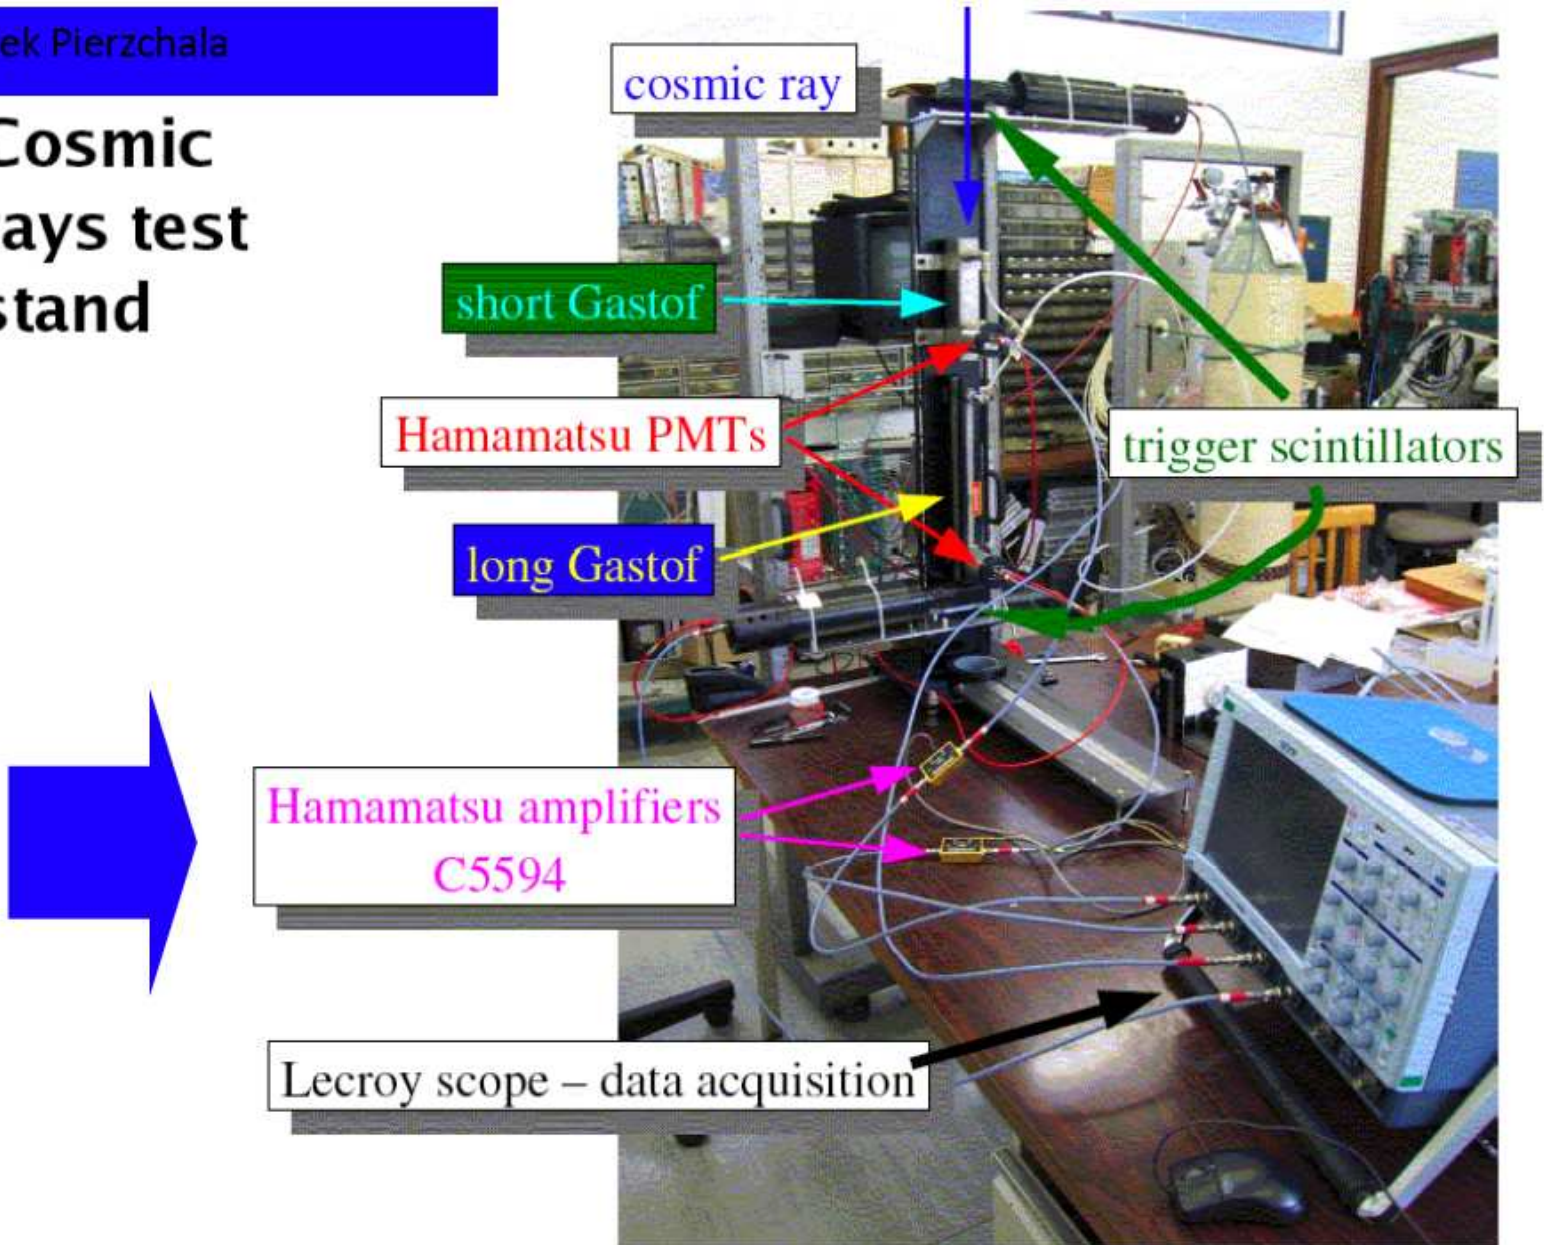 ek Pierzchala
Cosmic
ays test
stand
cosmic ray
short Gastof
Hamamatsu PMTs
trigger scintillators
long Gastof
Hamamatsu amplifiers
C5594
Lecroy scope – data acquisition